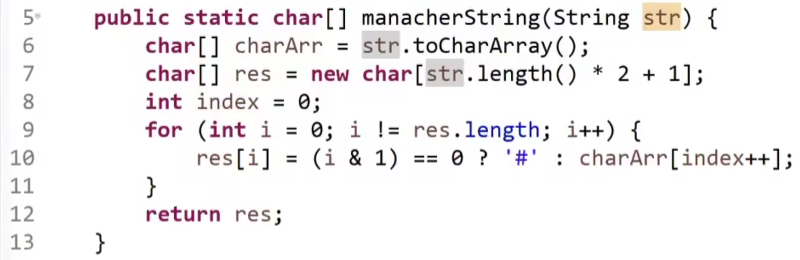 5 public static char[] manacherString(String str) {
6 char[] charArr = str.toCharArray();
7 char[] res = new char[str.length() * 2 + 1];
8 int index = 0;
9 for (int i = 0; i != res.length; i++) {
10 res[i] = (i & 1) == 0 ? '#' : charArr[index++];
11 }
12 return res;
13 }